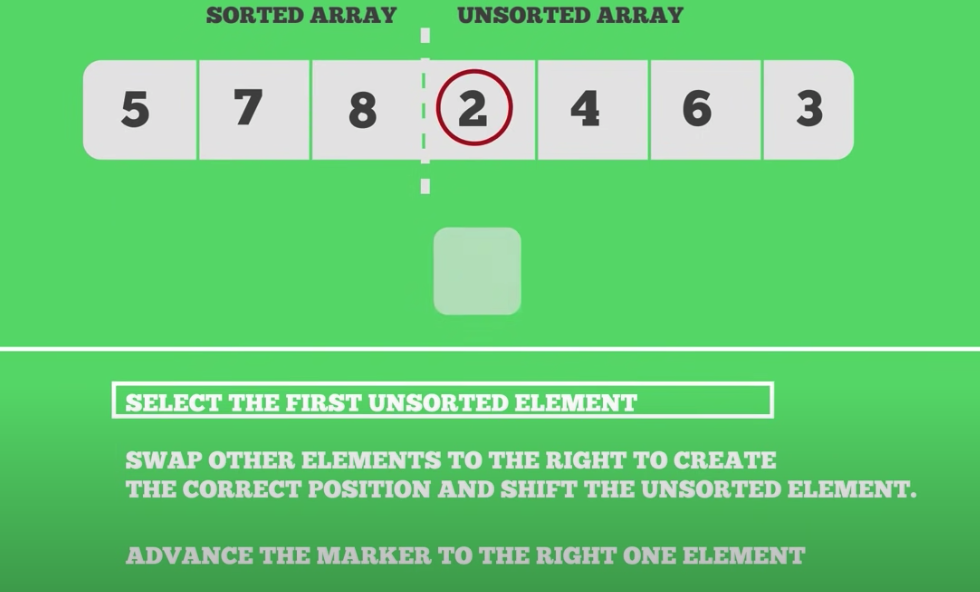 SORTED ARRAY UNSORTED ARRAY
5 7 8 2 4 6 3
SELECT THE FIRST UNSORTED ELEMENT
SWAP OTHER ELEMENTS TO THE RIGHT TO CREATE
THE CORRECT POSITION AND SHIFT THE UNSORTED ELEMENT.
ADVANCE THE MARKER TO THE RIGHT ONE ELEMENT